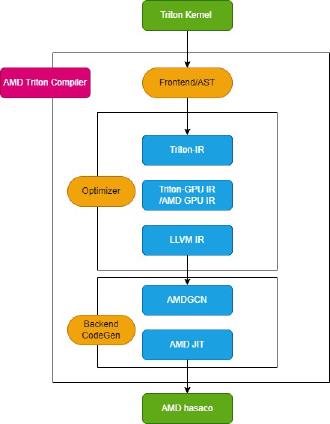 Triton Kernel
AMD Triton Compiler
Frontend/AST
Triton-IR
Optimizer
Triton-GPU IR
/AMD GPU IR
LLVM IR
AMDGCN
Backend
CodeGen
AMD JIT
AMD hasaco